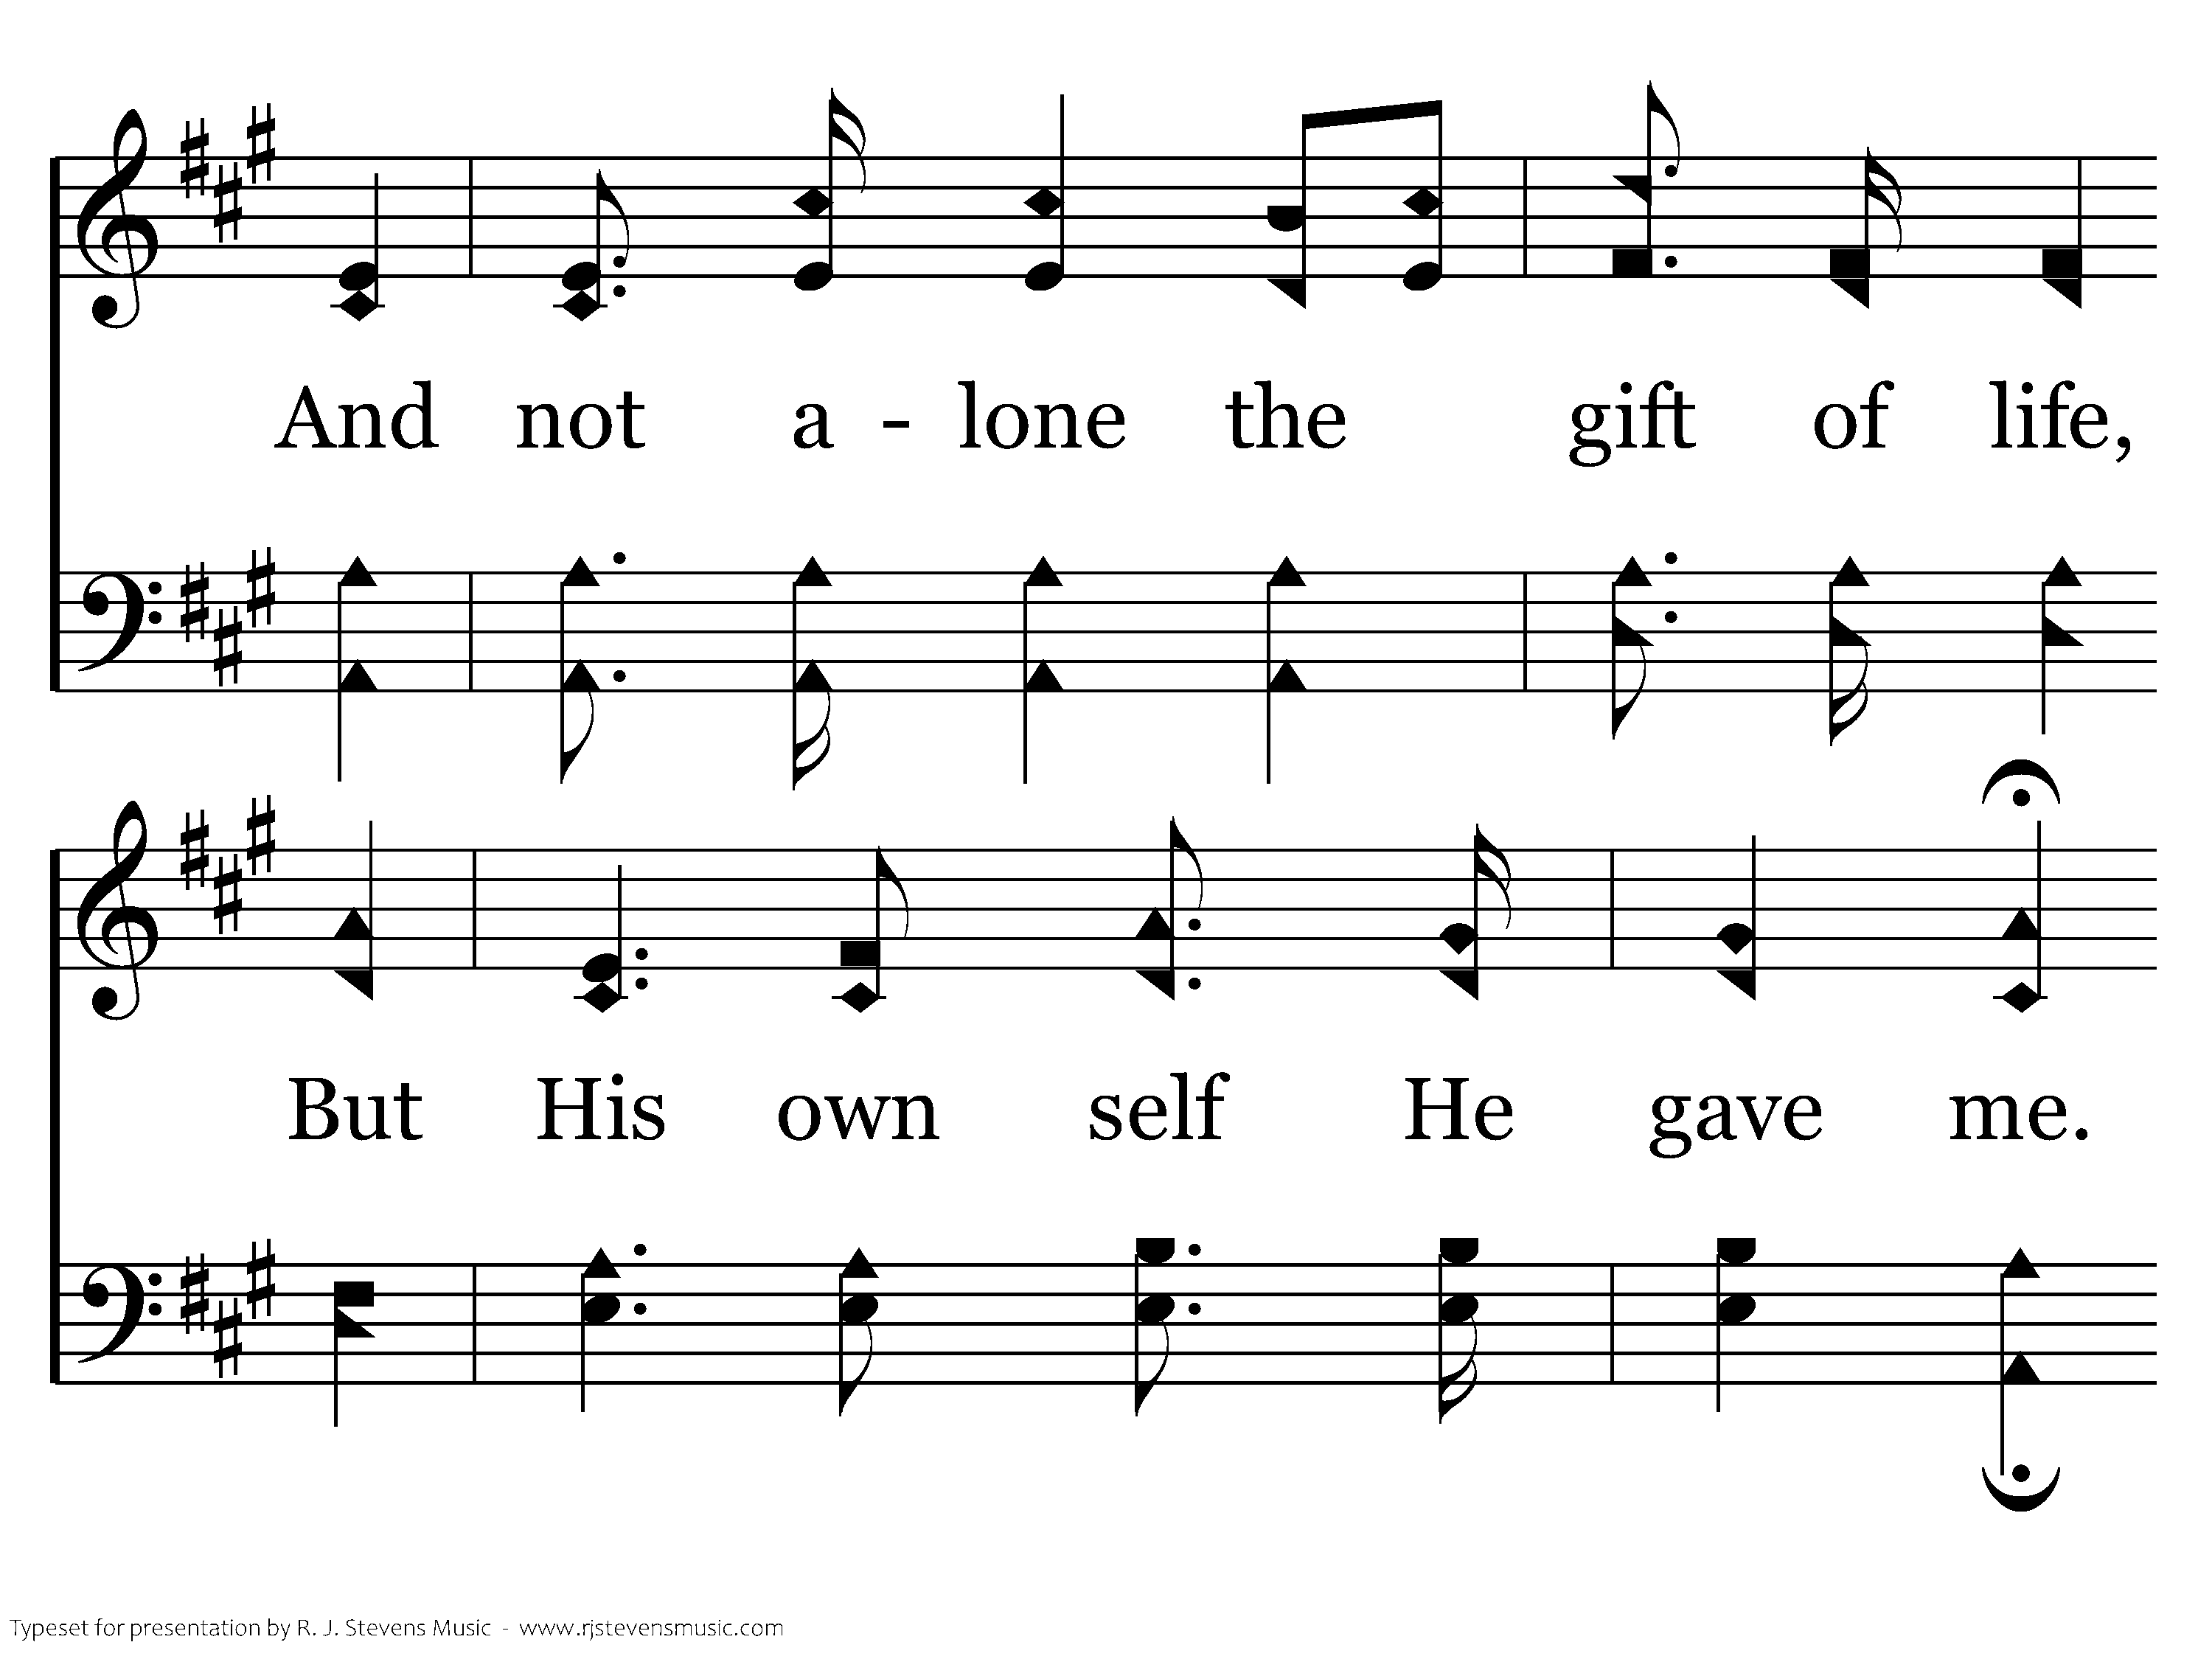 And not a - lone the gift of life,
But His own self He gave me.
Typeset for presentation by R. J. Stevens Music - www.rjstevensmusic.com